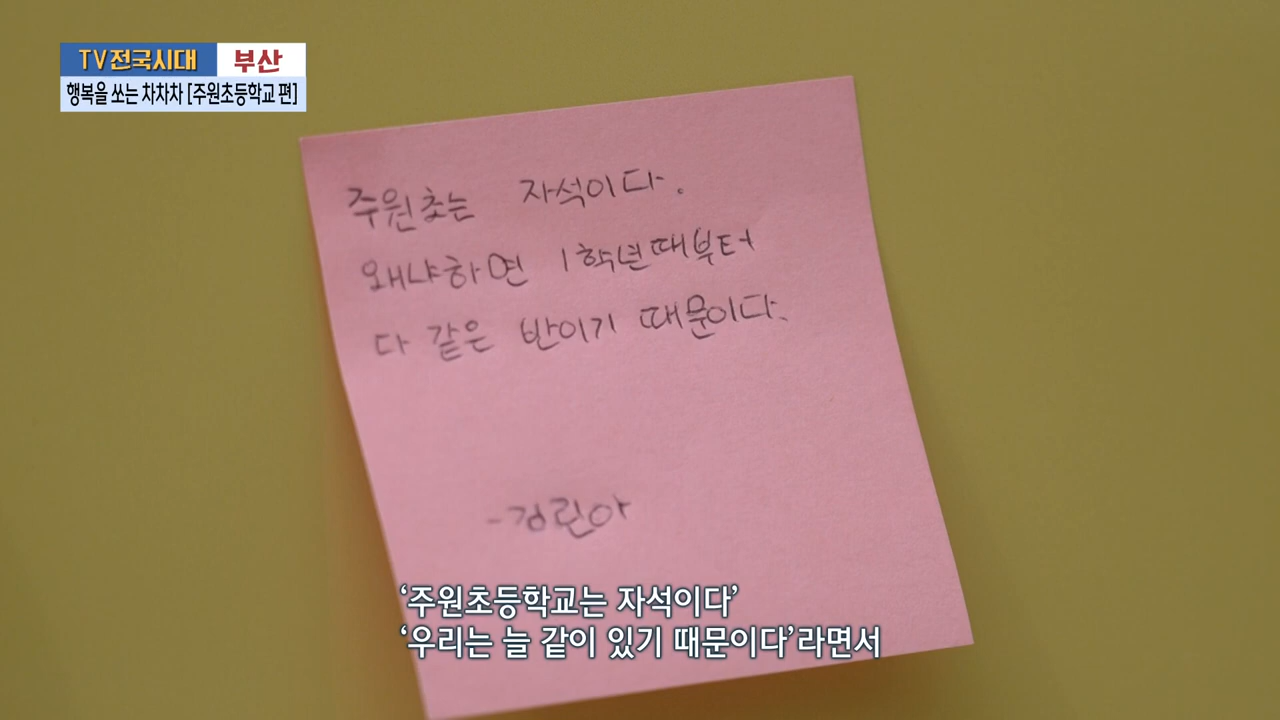 TV전국시대 부산
행복을 쏘는 차차차 [주원초등학교 편]
주원초는 자석이다.
왜냐하면 1학년때부터
다 같은 반이기 때문이다.
-정린아
‘주원초등학교는 자석이다’
‘우리는 늘 같이 있기 때문이다’라면서